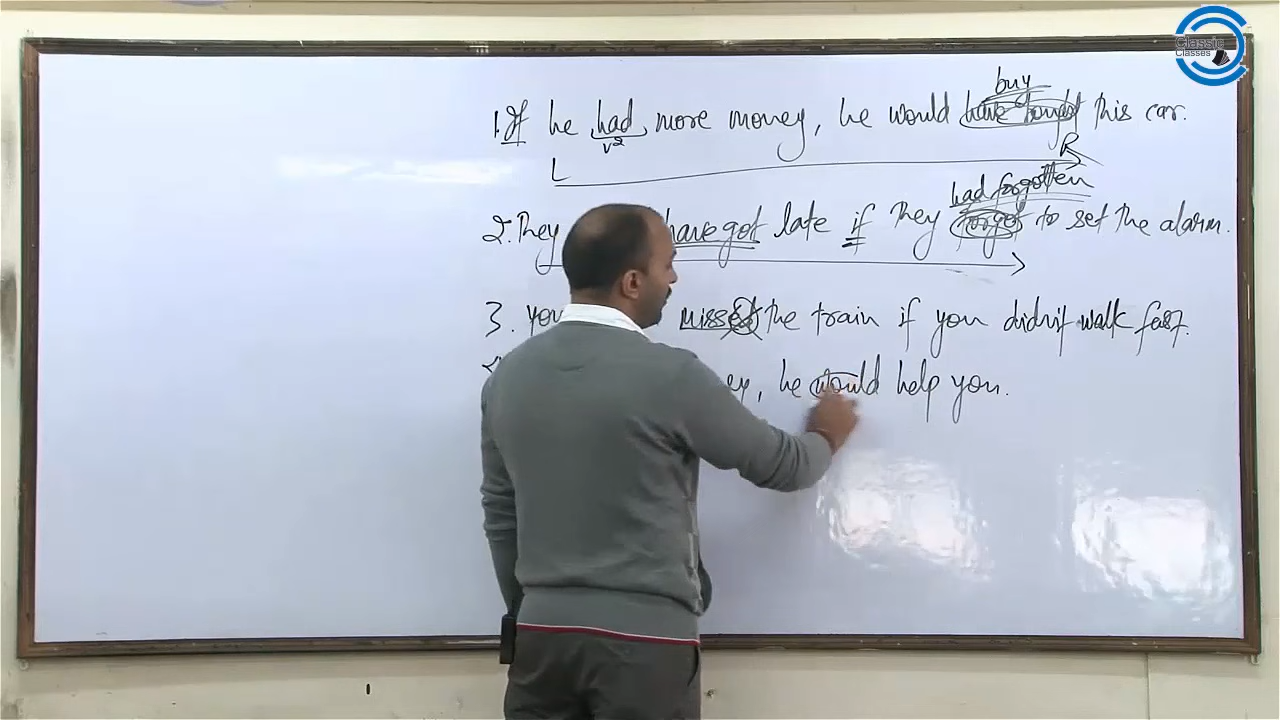 Classic
Classes
buy
1. If he had more money, he would have bought this car.
v2
L R
had forgotten
2. They have got late if they forget to set the alarm.
3. you missed the train if you didn't walk fast.
, he would help you.